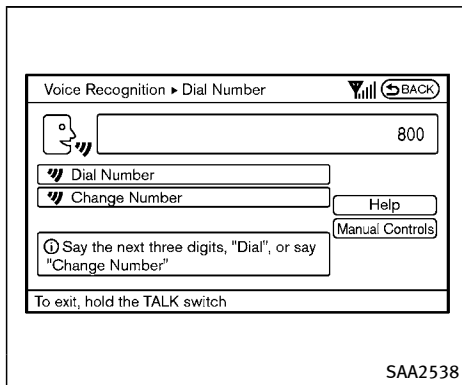 Voice Recognition ▸ Dial Number
BACK
800
Dial Number
Change Number
Help
Manual Controls
Say the next three digits, "Dial", or say
"Change Number"
To exit, hold the TALK switch
SAA2538